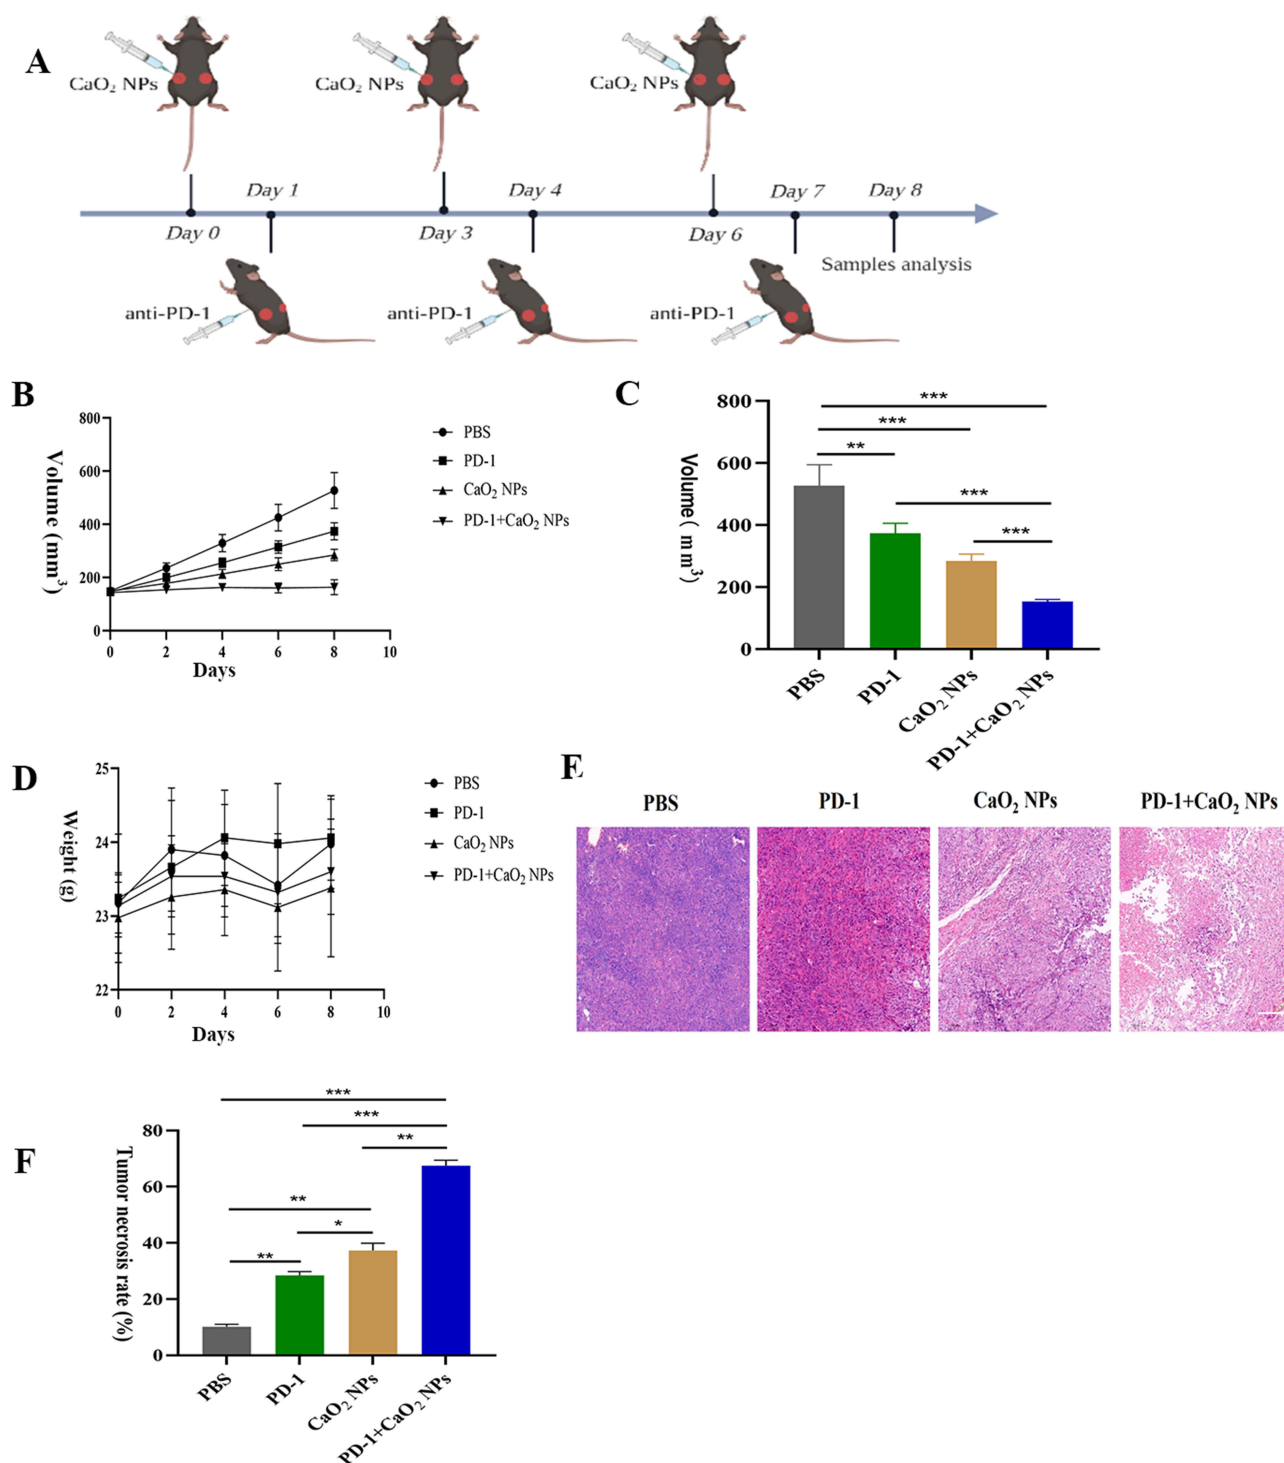 A
CaO₂ NPs
CaO₂ NPs
CaO₂ NPs
Day 1
Day 4
Day 7
Day 8
Day 0
Day 3
Day 6
Samples analysis
anti-PD-1
anti-PD-1
anti-PD-1
B
Volume (mm³)
800
600
400
200
0
0 2 4 6 8 10
Days
PBS
PD-1
CaO₂ NPs
PD-1+CaO₂ NPs
C
Volume( mm³)
800
600
400
200
0
***
***
**
***
***
PBS
PD-1
CaO₂ NPs
PD-1+CaO₂ NPs
D
Weight (g)
25
24
23
22
0 2 4 6 8 10
Days
PBS
PD-1
CaO₂ NPs
PD-1+CaO₂ NPs
E
PBS PD-1 CaO₂ NPs PD-1+CaO₂ NPs
F
Tumor necrosis rate (%)
80
60
40
20
0
***
***
**
**
*
**
PBS
PD-1
CaO₂ NPs
PD-1+CaO₂ NPs